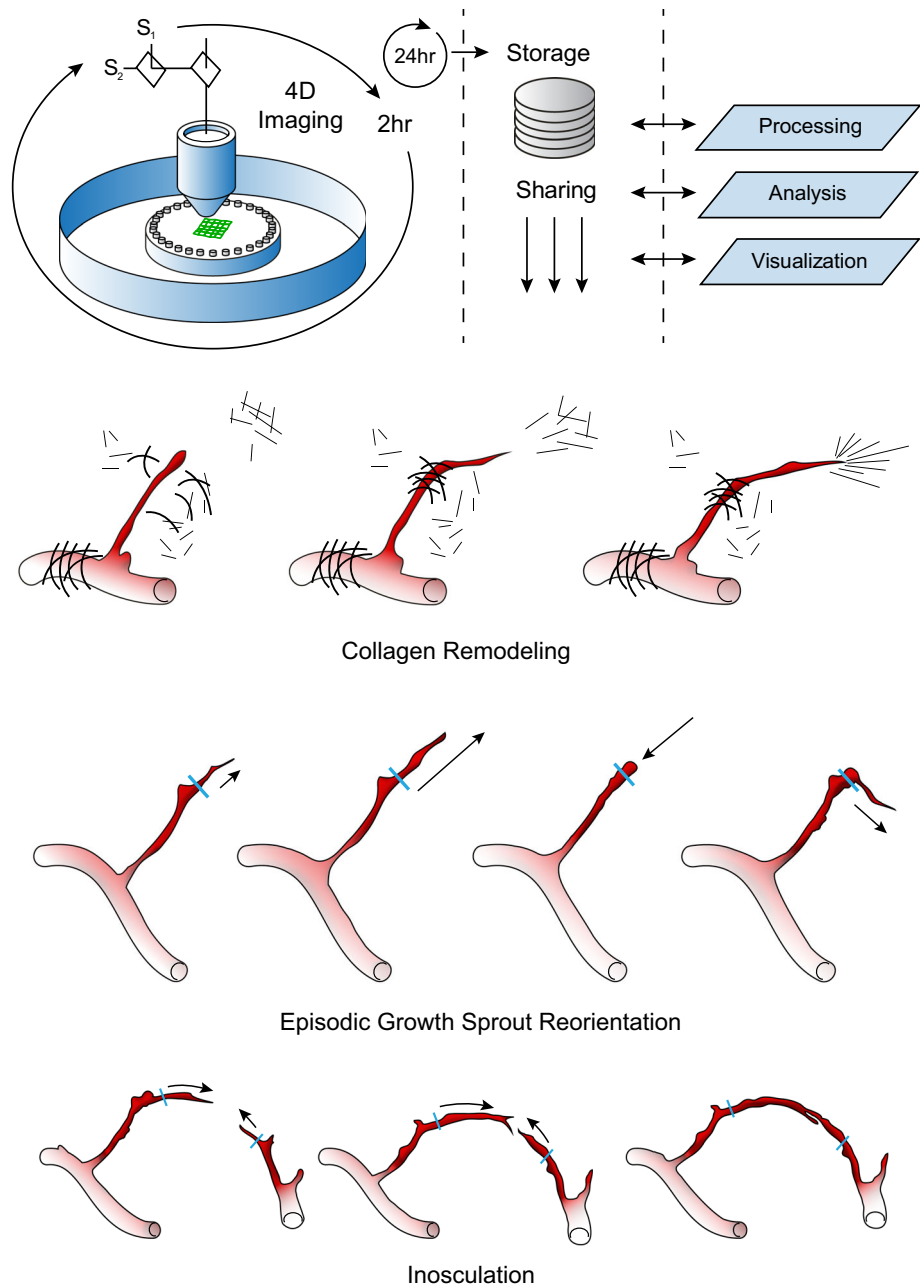 S1
S2
4D
Imaging
2hr
24hr
Storage
Sharing
Processing
Analysis
Visualization
Collagen Remodeling
Episodic Growth Sprout Reorientation
Inosculation